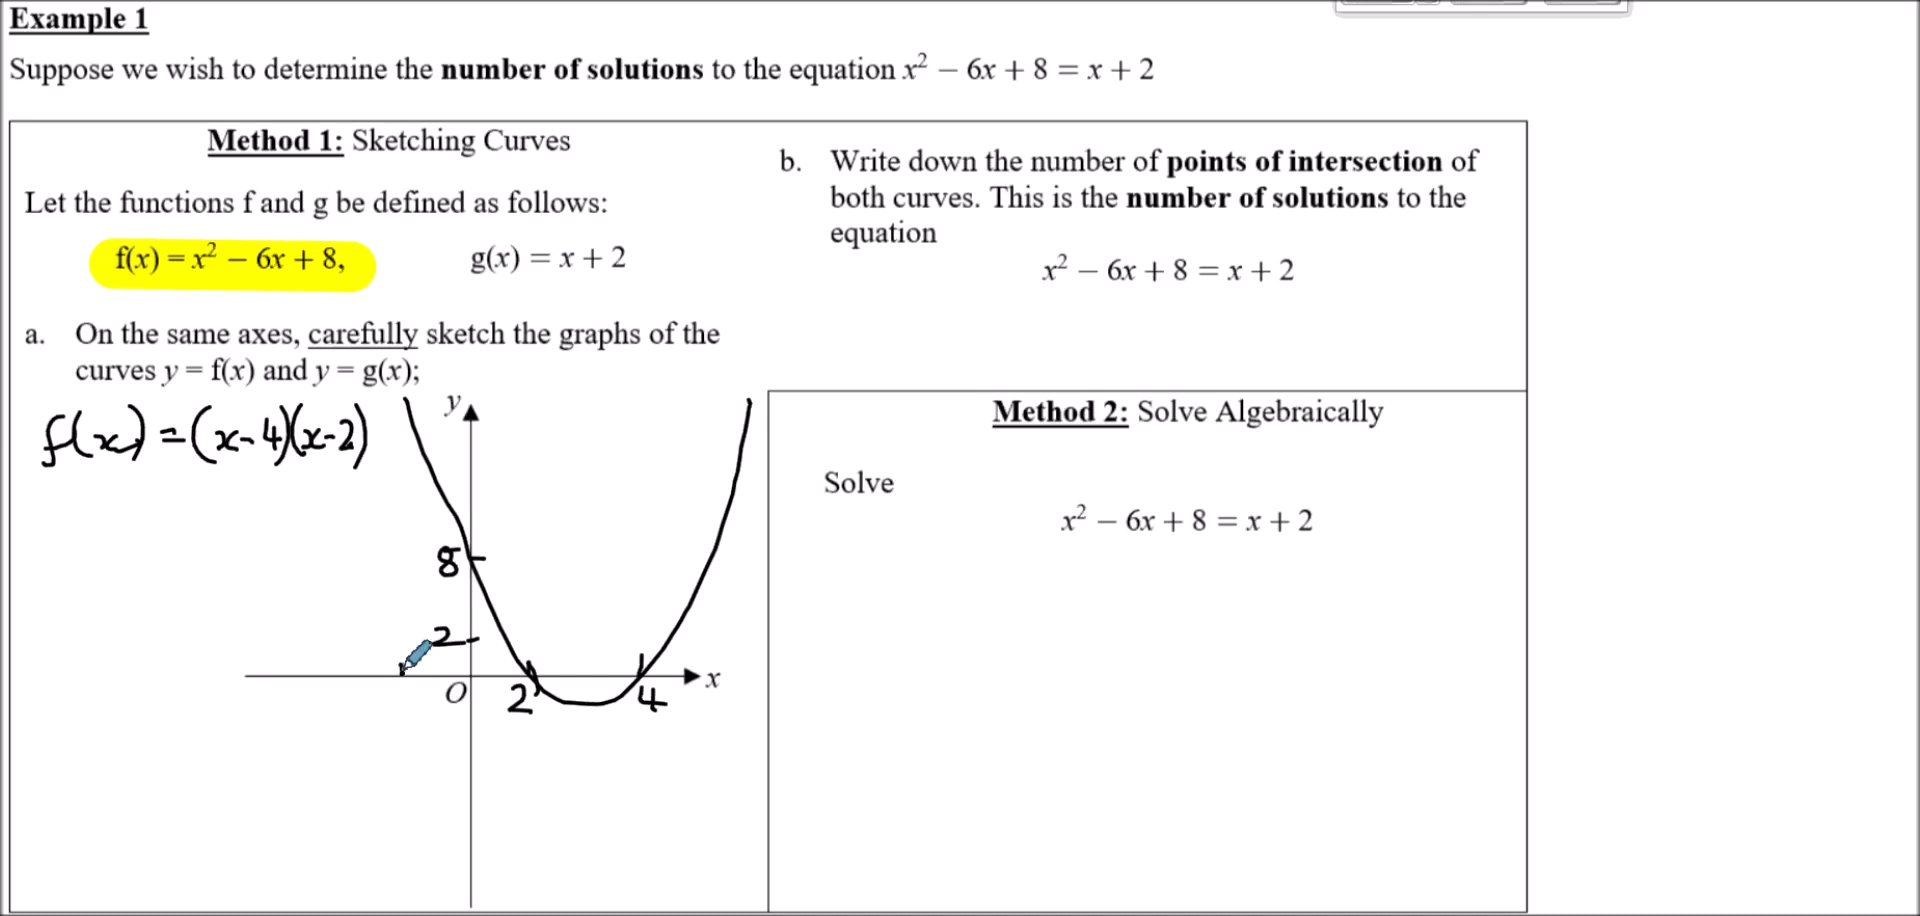 Example 1
Suppose we wish to determine the number of solutions to the equation x² − 6x + 8 = x + 2
Method 1: Sketching Curves
Let the functions f and g be defined as follows:
f(x) = x² − 6x + 8, g(x) = x + 2
a. On the same axes, carefully sketch the graphs of the
curves y = f(x) and y = g(x);
f(x) = (x-4)(x-2)
y
8
2
O 2 4 x
b. Write down the number of points of intersection of
both curves. This is the number of solutions to the
equation
x² − 6x + 8 = x + 2
Method 2: Solve Algebraically
Solve
x² − 6x + 8 = x + 2